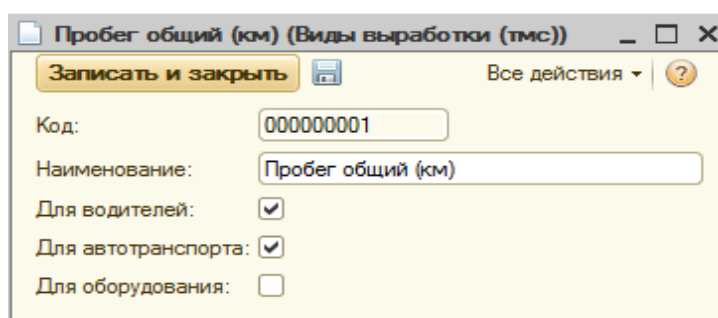 Пробег общий (км) (Виды выработки (тмс))
Записать и закрыть Все действия ?
Код: 000000001
Наименование: Пробег общий (км)
Для водителей:
Для автотранспорта:
Для оборудования: